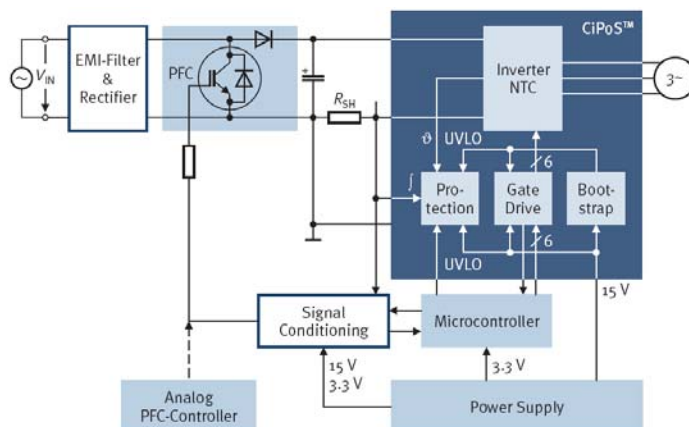 CiPoS™
EMI-Filter
&
Rectifier
V_IN
PFC
+
R_SH
Inverter
NTC
3~
ϑ
UVLO
6
∫
Pro-
tection
Gate
Drive
Boot-
strap
UVLO
6
15 V
Signal
Conditioning
Microcontroller
15 V
3.3 V
3.3 V
Analog
PFC-Controller
Power Supply